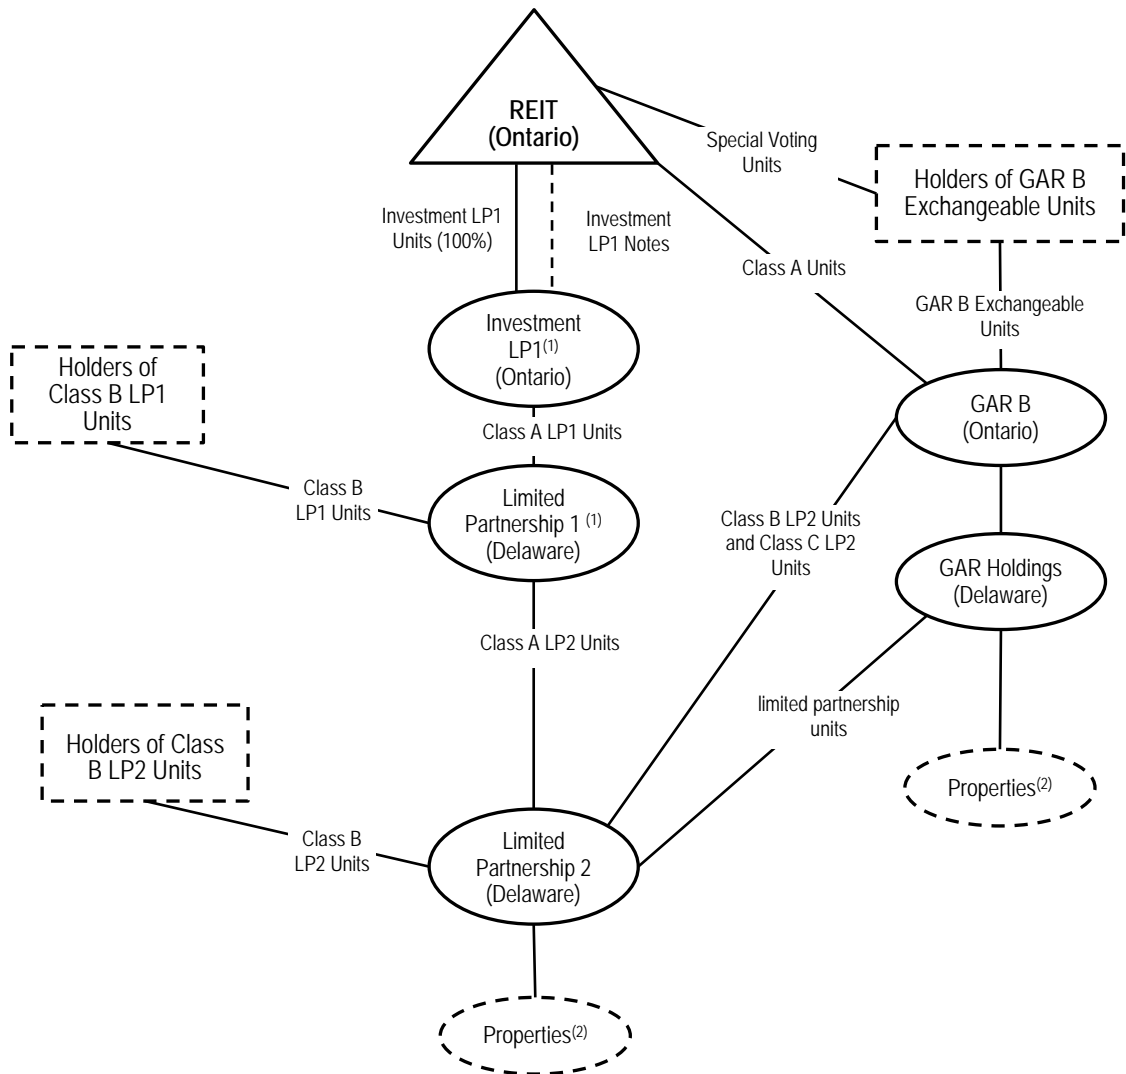 REIT
(Ontario)
Special Voting
Units
Holders of GAR B
Exchangeable Units
Investment LP1
Units (100%)
Investment
LP1 Notes
Class A Units
GAR B Exchangeable
Units
Investment
LP1(1)
(Ontario)
Holders of
Class B LP1
Units
GAR B
(Ontario)
Class A LP1 Units
Class B
LP1 Units
Limited
Partnership 1 (1)
(Delaware)
Class B LP2 Units
and Class C LP2
Units
GAR Holdings
(Delaware)
Class A LP2 Units
limited partnership
units
Holders of Class
B LP2 Units
Properties(2)
Class B
LP2 Units
Limited
Partnership 2
(Delaware)
Properties(2)